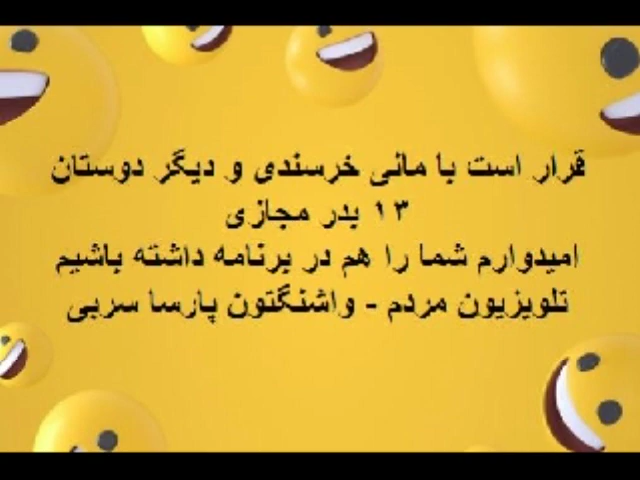 قرار است با مانی خرسندی و دیگر دوستان
۱۳ بدر مجازی
امیدوارم شما را هم در برنامه داشته باشیم
تلویزیون مردم - واشنگتون پارسا سربی